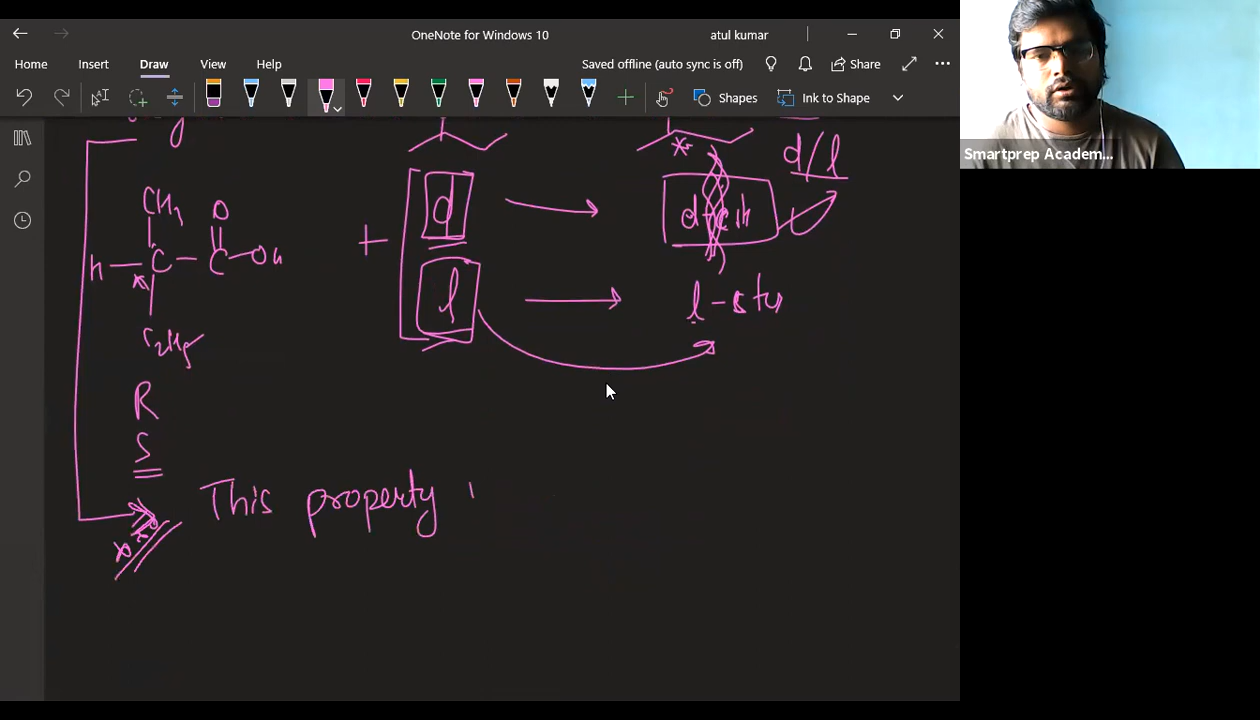 OneNote for Windows 10
atul kumar
Home Insert Draw View Help
Saved offline (auto sync is off)
Share
Shapes
Ink to Shape
Smartprep Academ...
d/l
CH3
O
d
H C C OH
+
l
l
C2H5
R
S
This property